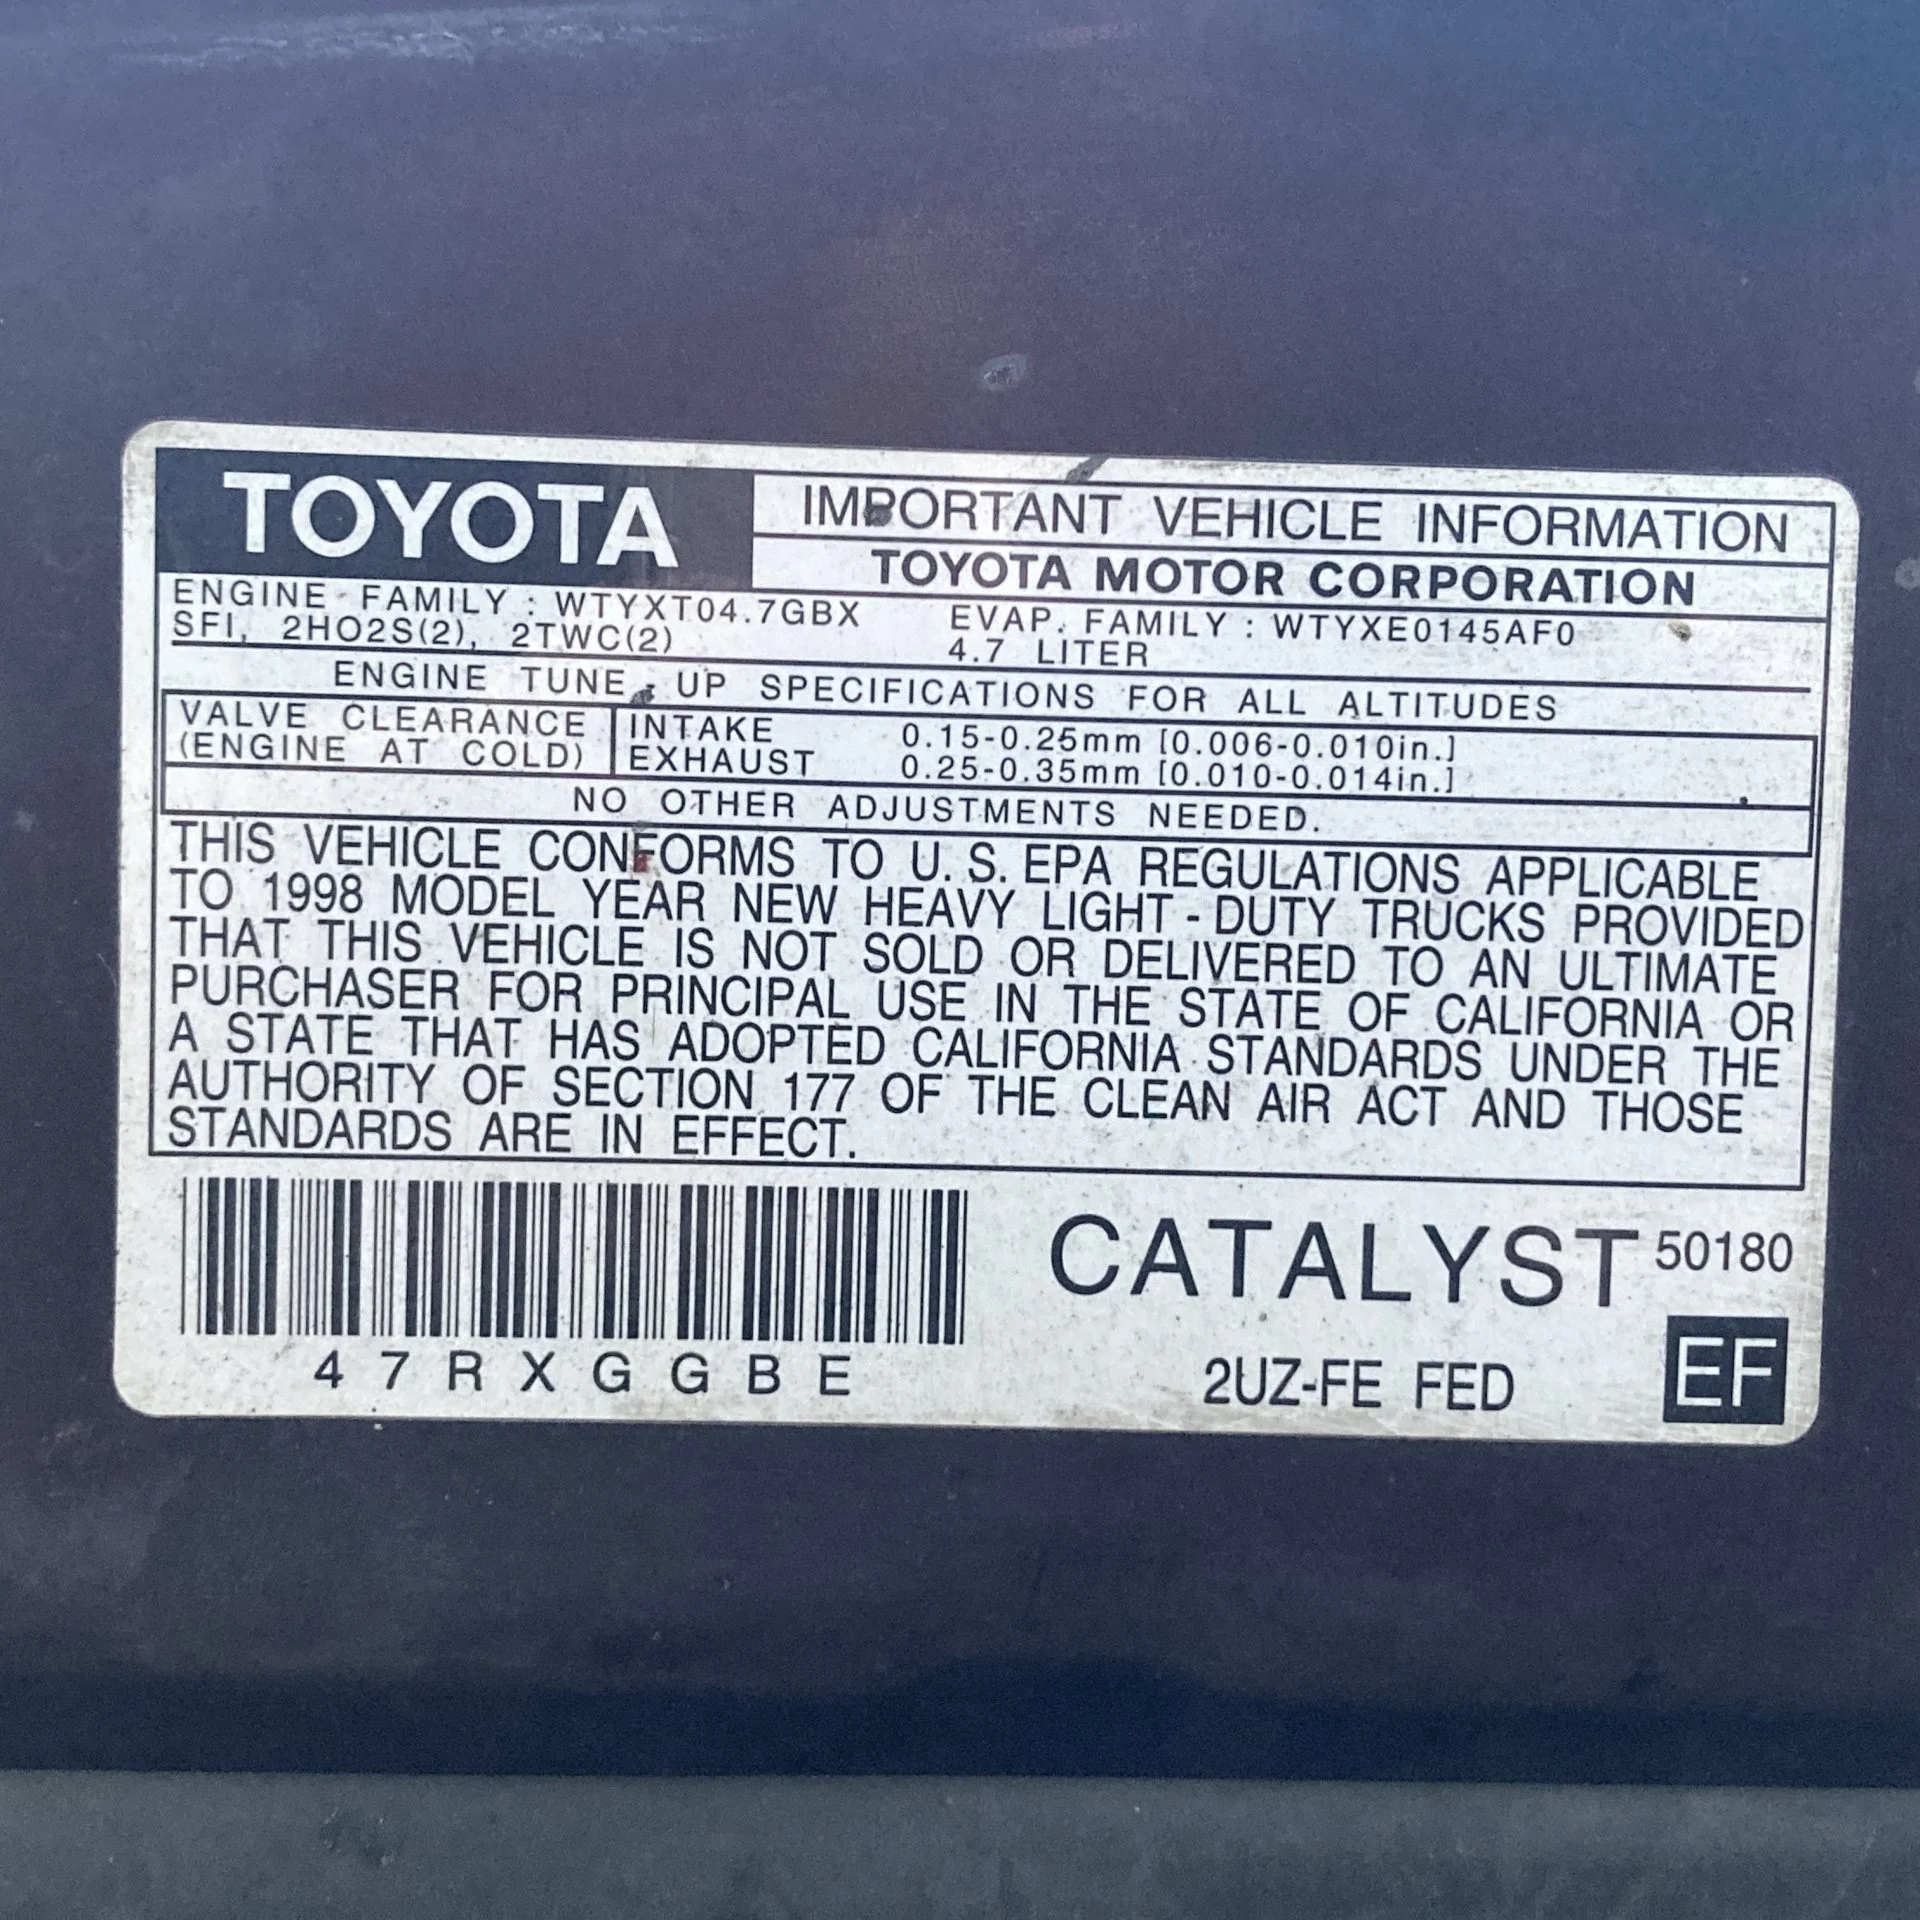 TOYOTA
IMPORTANT VEHICLE INFORMATION
TOYOTA MOTOR CORPORATION
ENGINE FAMILY : WTYXT04.7GBX EVAP. FAMILY : WTYXE0145AF0
SFI, 2HO2S(2), 2TWC(2) 4.7 LITER
ENGINE TUNE - UP SPECIFICATIONS FOR ALL ALTITUDES
VALVE CLEARANCE INTAKE 0.15-0.25mm [0.006-0.010in.]
(ENGINE AT COLD) EXHAUST 0.25-0.35mm [0.010-0.014in.]
NO OTHER ADJUSTMENTS NEEDED.
THIS VEHICLE CONFORMS TO U.S. EPA REGULATIONS APPLICABLE
TO 1998 MODEL YEAR NEW HEAVY LIGHT-DUTY TRUCKS PROVIDED
THAT THIS VEHICLE IS NOT SOLD OR DELIVERED TO AN ULTIMATE
PURCHASER FOR PRINCIPAL USE IN THE STATE OF CALIFORNIA OR
A STATE THAT HAS ADOPTED CALIFORNIA STANDARDS UNDER THE
AUTHORITY OF SECTION 177 OF THE CLEAN AIR ACT AND THOSE
STANDARDS ARE IN EFFECT.
CATALYST 50180
47RXGGBE 2UZ-FE FED EF